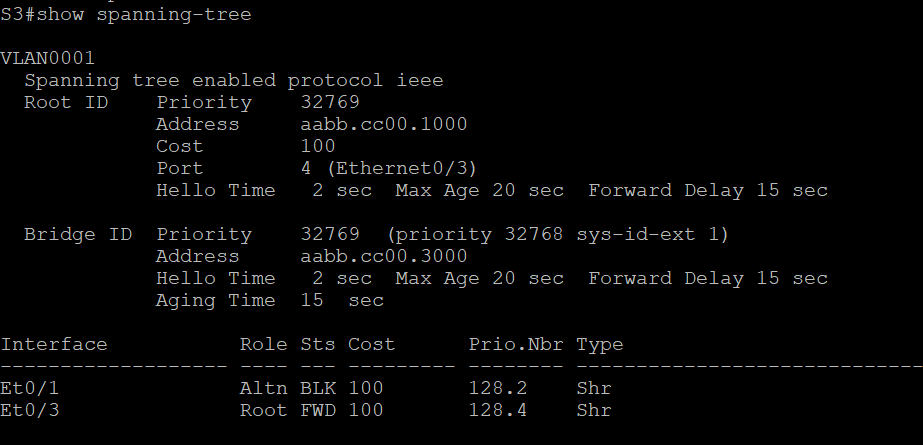 S3#show spanning-tree
VLAN0001
  Spanning tree enabled protocol ieee
  Root ID    Priority    32769
             Address     aabb.cc00.1000
             Cost        100
             Port        4 (Ethernet0/3)
             Hello Time   2 sec  Max Age 20 sec  Forward Delay 15 sec
  Bridge ID  Priority    32769  (priority 32768 sys-id-ext 1)
             Address     aabb.cc00.3000
             Hello Time   2 sec  Max Age 20 sec  Forward Delay 15 sec
             Aging Time  15  sec
Interface           Role Sts Cost      Prio.Nbr Type
------------------- ---- --- --------- -------- --------------------------------
Et0/1               Altn BLK 100       128.2    Shr
Et0/3               Root FWD 100       128.4    Shr